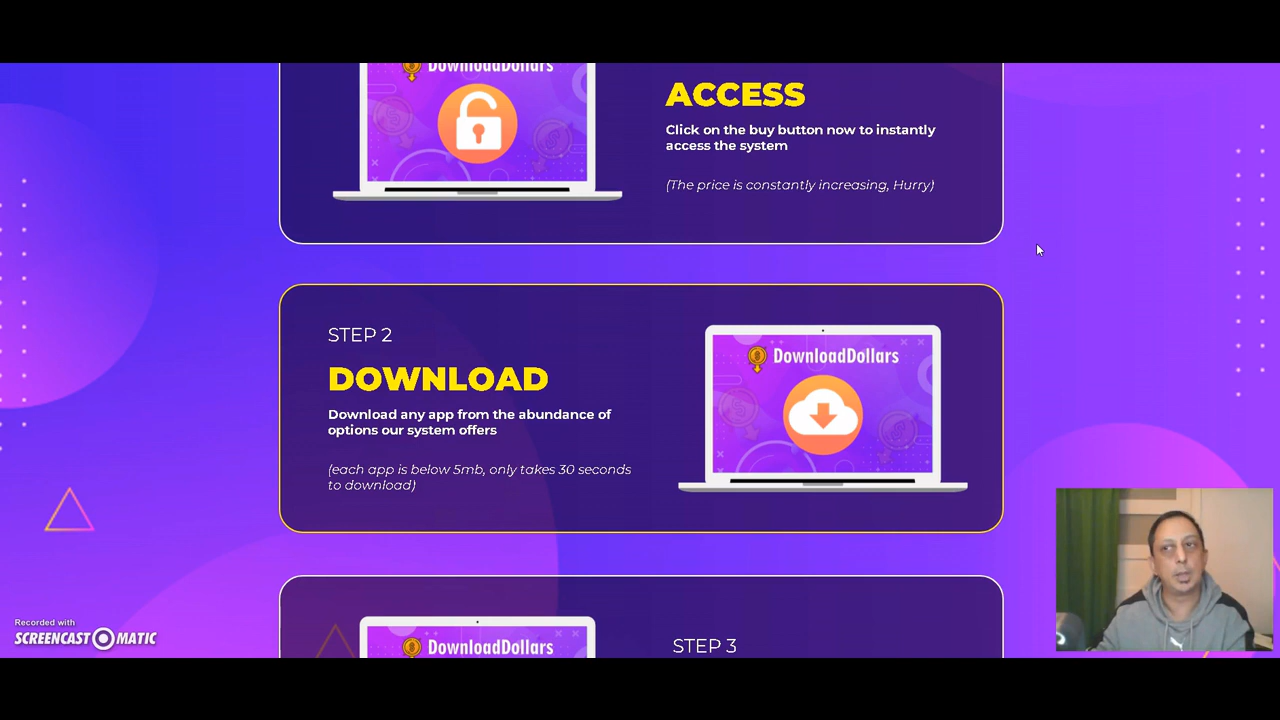 DownloadDollars
ACCESS
Click on the buy button now to instantly
access the system
(The price is constantly increasing, Hurry)
STEP 2
DOWNLOAD
Download any app from the abundance of
options our system offers
(each app is below 5mb, only takes 30 seconds
to download)
DownloadDollars
DownloadDollars
STEP 3
Recorded with
SCREENCAST MATIC